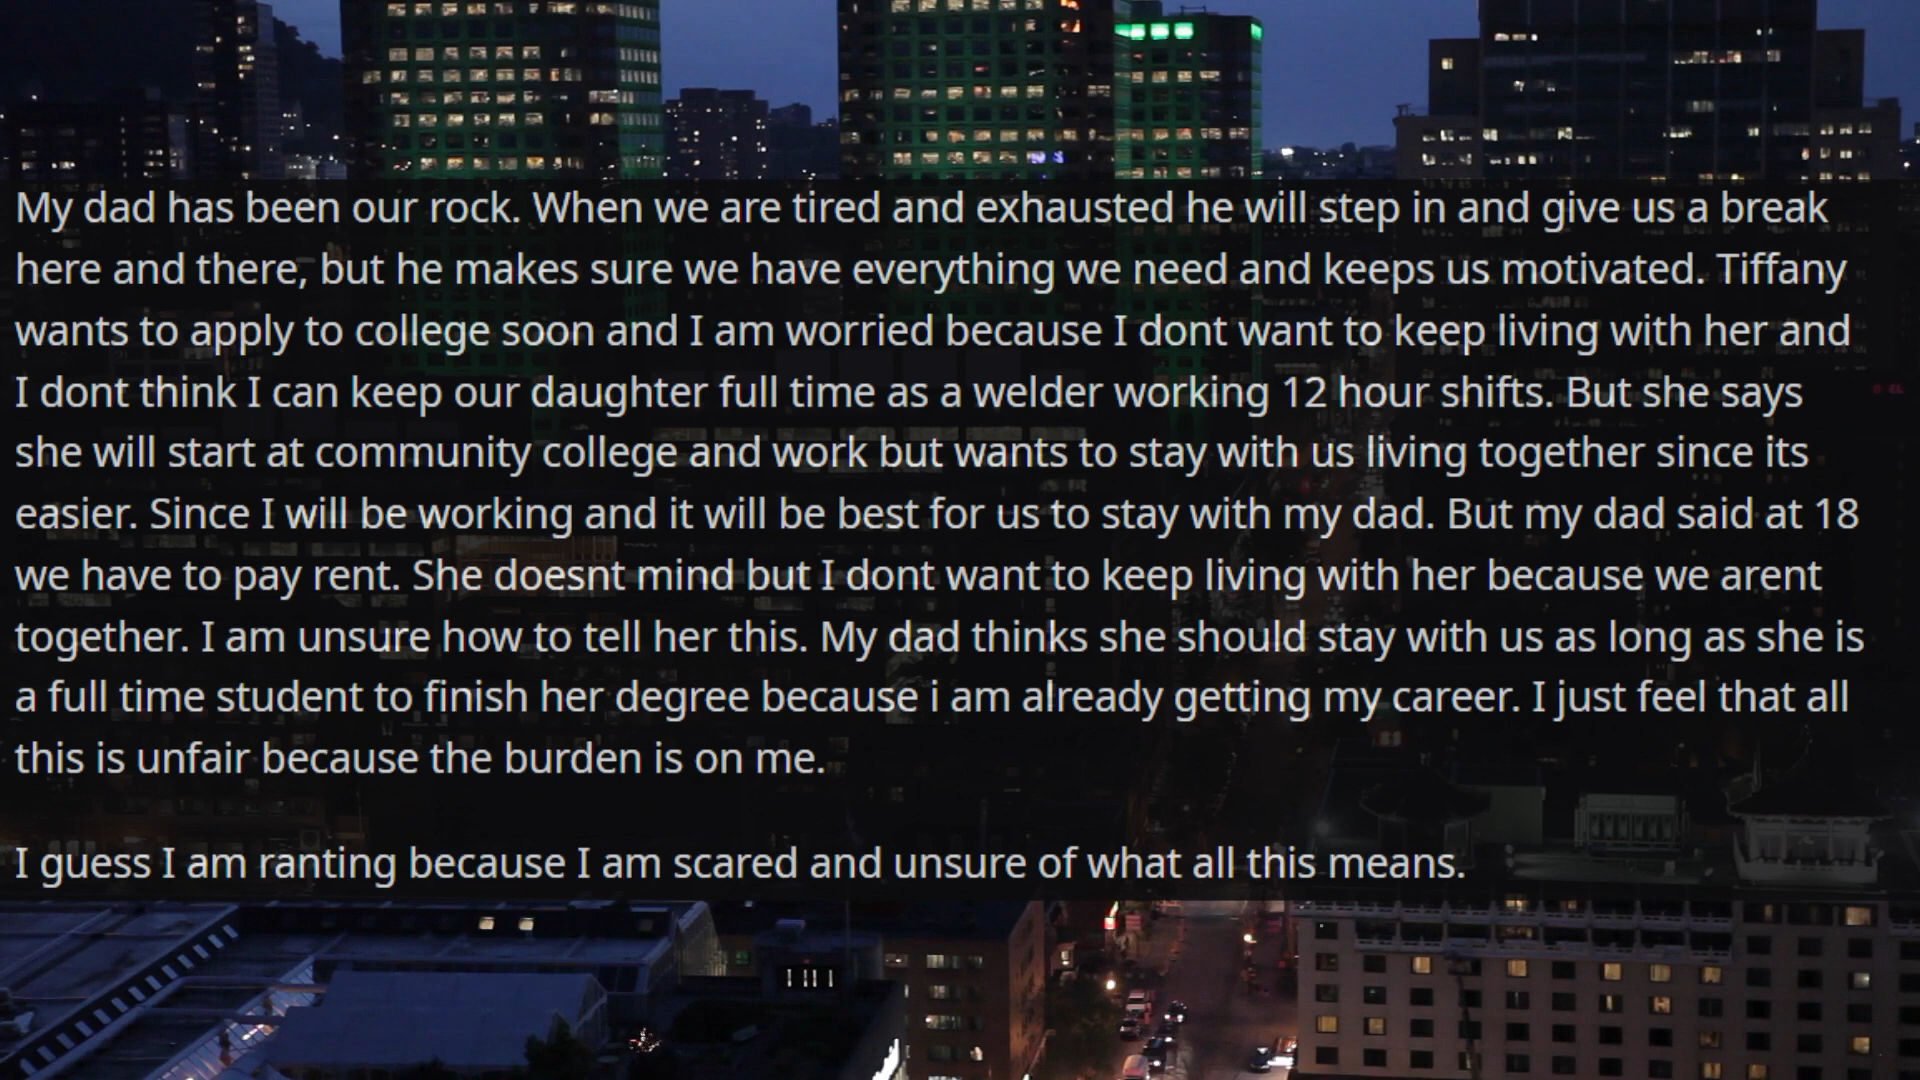 My dad has been our rock. When we are tired and exhausted he will step in and give us a break
here and there, but he makes sure we have everything we need and keeps us motivated. Tiffany
wants to apply to college soon and I am worried because I dont want to keep living with her and
I dont think I can keep our daughter full time as a welder working 12 hour shifts. But she says
she will start at community college and work but wants to stay with us living together since its
easier. Since I will be working and it will be best for us to stay with my dad. But my dad said at 18
we have to pay rent. She doesnt mind but I dont want to keep living with her because we arent
together. I am unsure how to tell her this. My dad thinks she should stay with us as long as she is
a full time student to finish her degree because i am already getting my career. I just feel that all
this is unfair because the burden is on me.
I guess I am ranting because I am scared and unsure of what all this means.